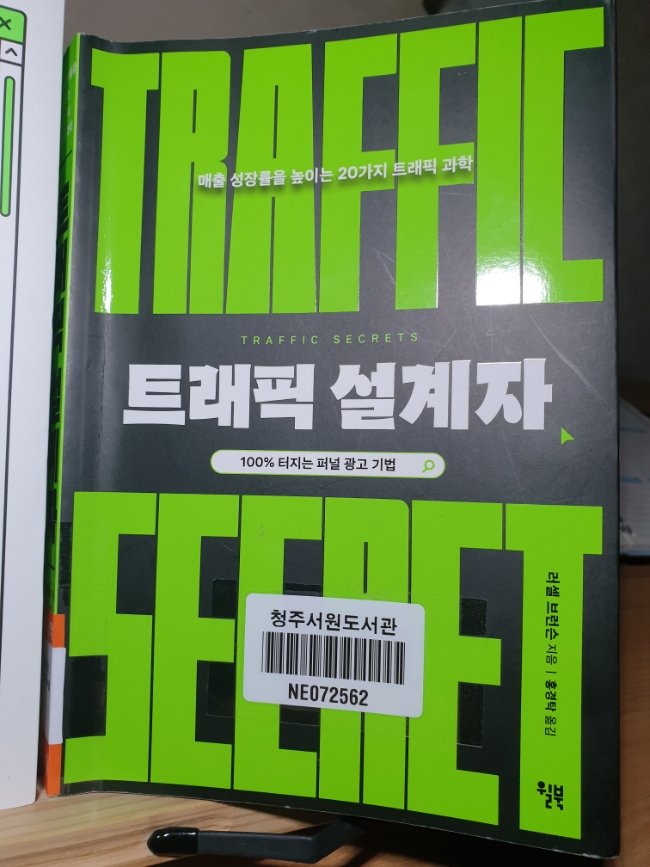 TRAFFIC
매출 성장률을 높이는 20가지 트래픽 과학
TRAFFIC SECRETS
트래픽 설계자
100% 터지는 퍼널 광고 기법
SECRET
청주서원도서관
NE072562
러셀 브런슨 지음 | 홍경탁 옮김
윌북